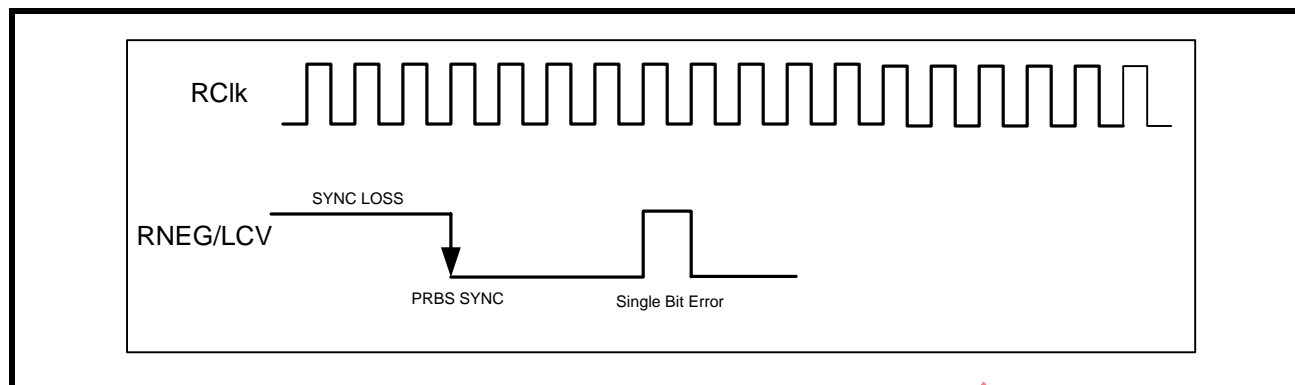 RClk
SYNC LOSS
RNEG/LCV
PRBS SYNC
Single Bit Error